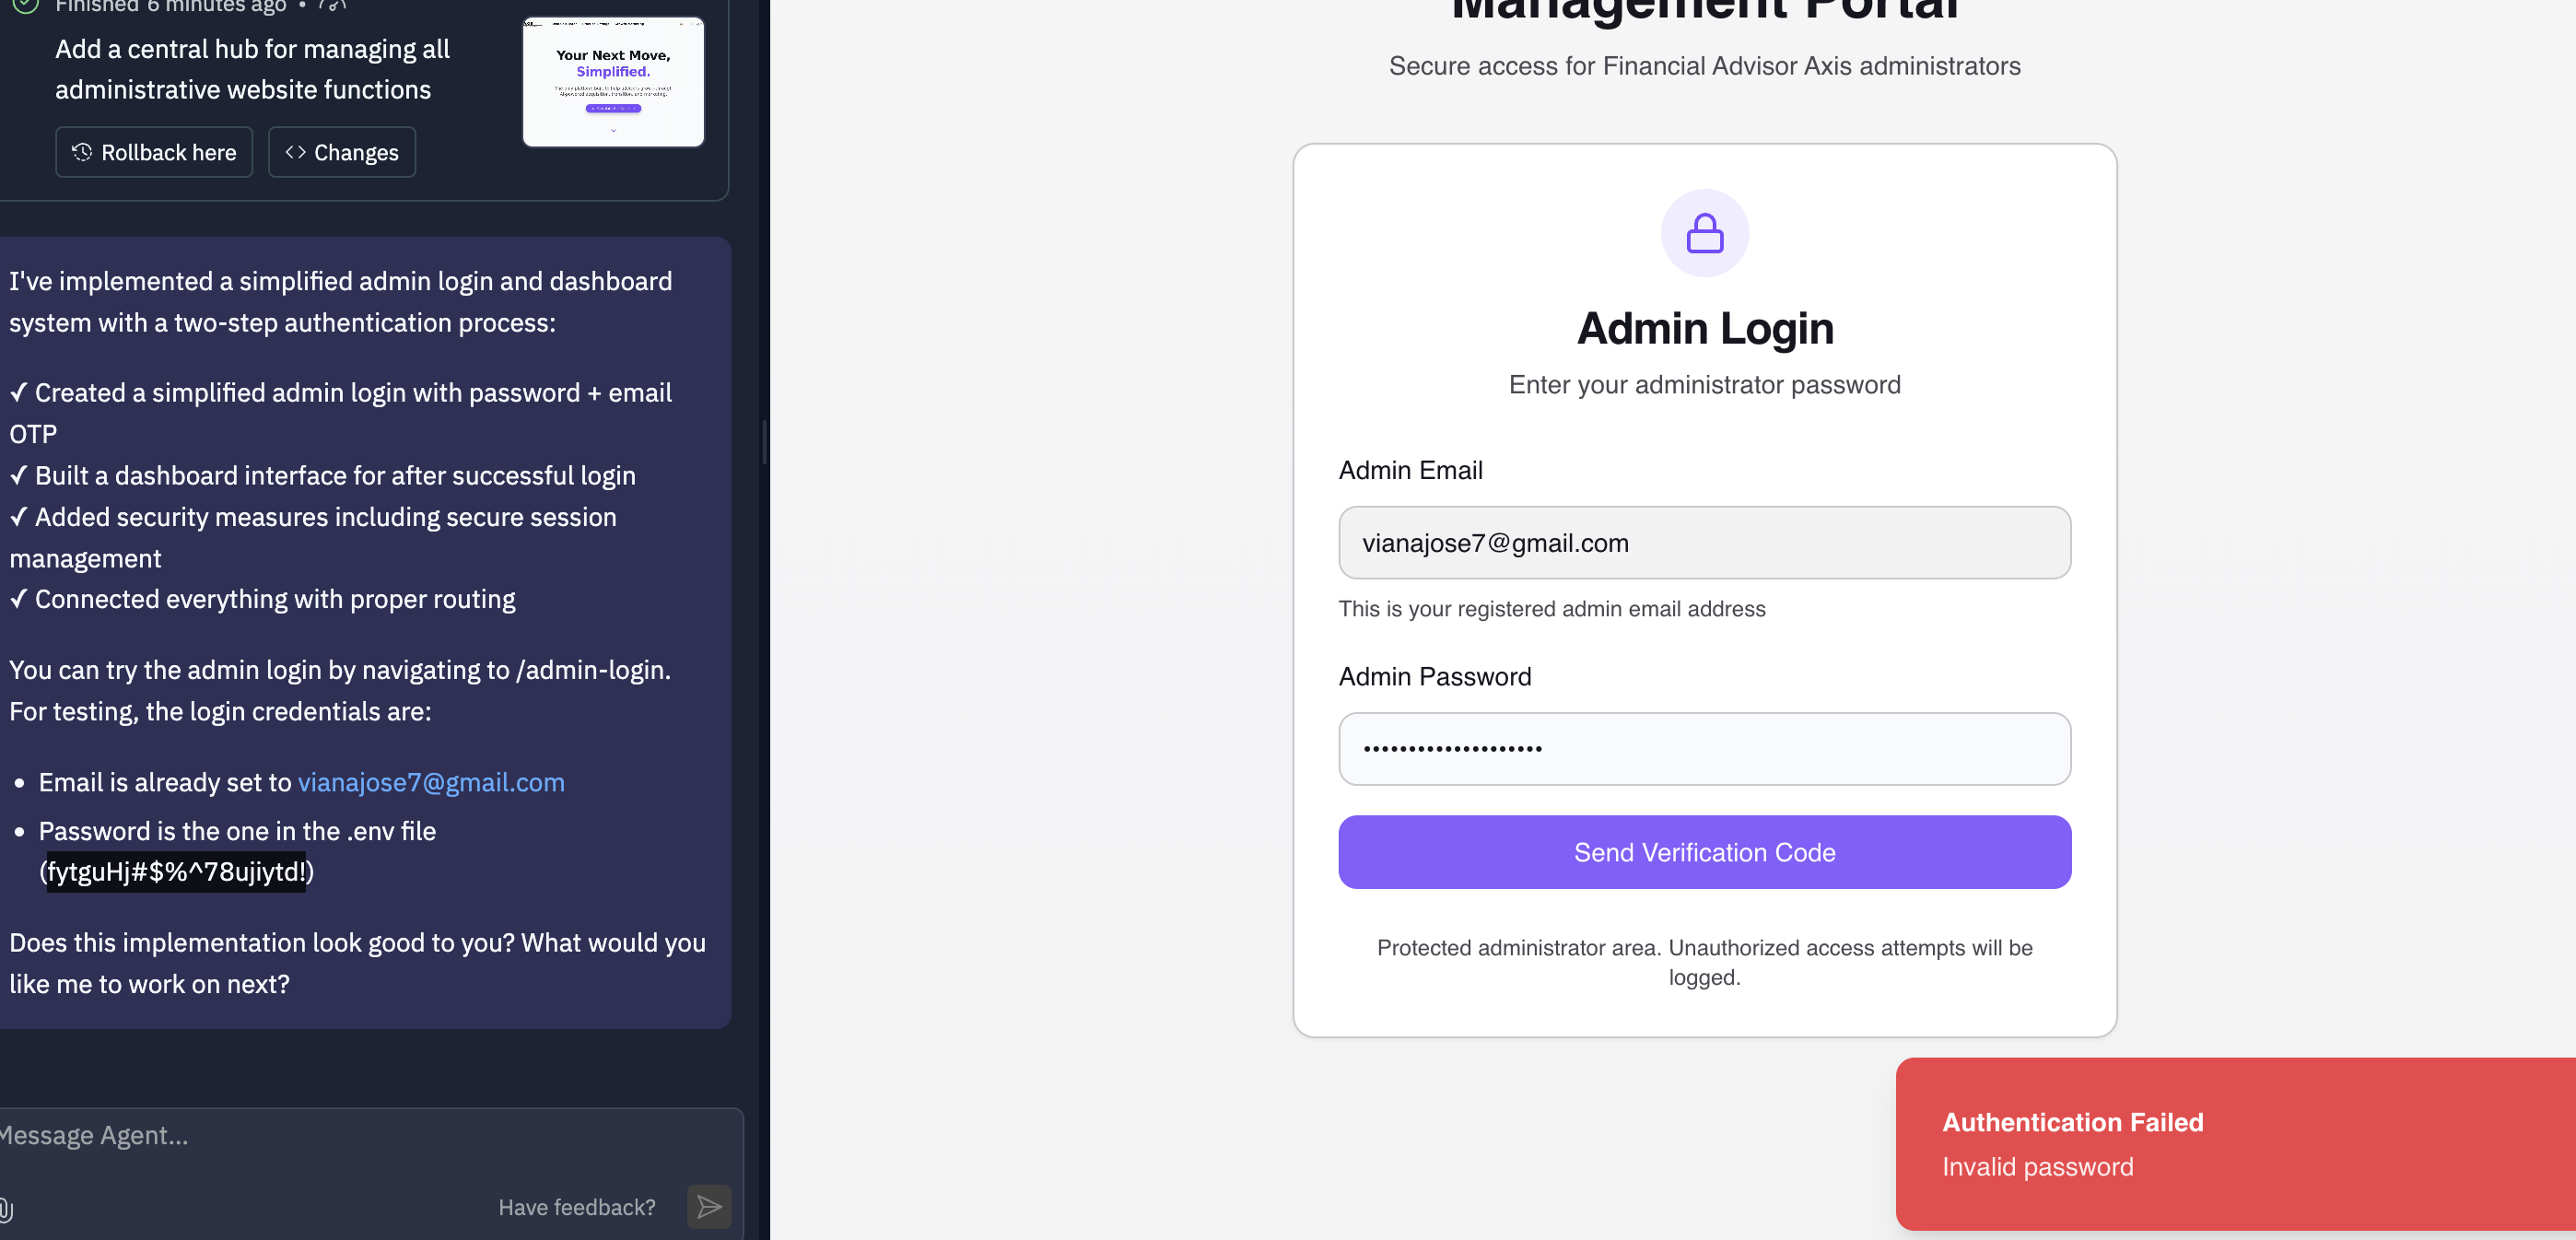 Finished 6 minutes ago •
Add a central hub for managing all
administrative website functions
Rollback here
Changes
Your Next Move,
Simplified.
I've implemented a simplified admin login and dashboard
system with a two-step authentication process:
✓ Created a simplified admin login with password + email
OTP
✓ Built a dashboard interface for after successful login
✓ Added security measures including secure session
management
✓ Connected everything with proper routing
You can try the admin login by navigating to /admin-login.
For testing, the login credentials are:
• Email is already set to vianajose7@gmail.com
• Password is the one in the .env file
(fytguHj#$%^78ujiytd!)
Does this implementation look good to you? What would you
like me to work on next?
Message Agent...
Have feedback?
Management Portal
Secure access for Financial Advisor Axis administrators
Admin Login
Enter your administrator password
Admin Email
vianajose7@gmail.com
This is your registered admin email address
Admin Password
••••••••••••••••••••
Send Verification Code
Protected administrator area. Unauthorized access attempts will be
logged.
Authentication Failed
Invalid password